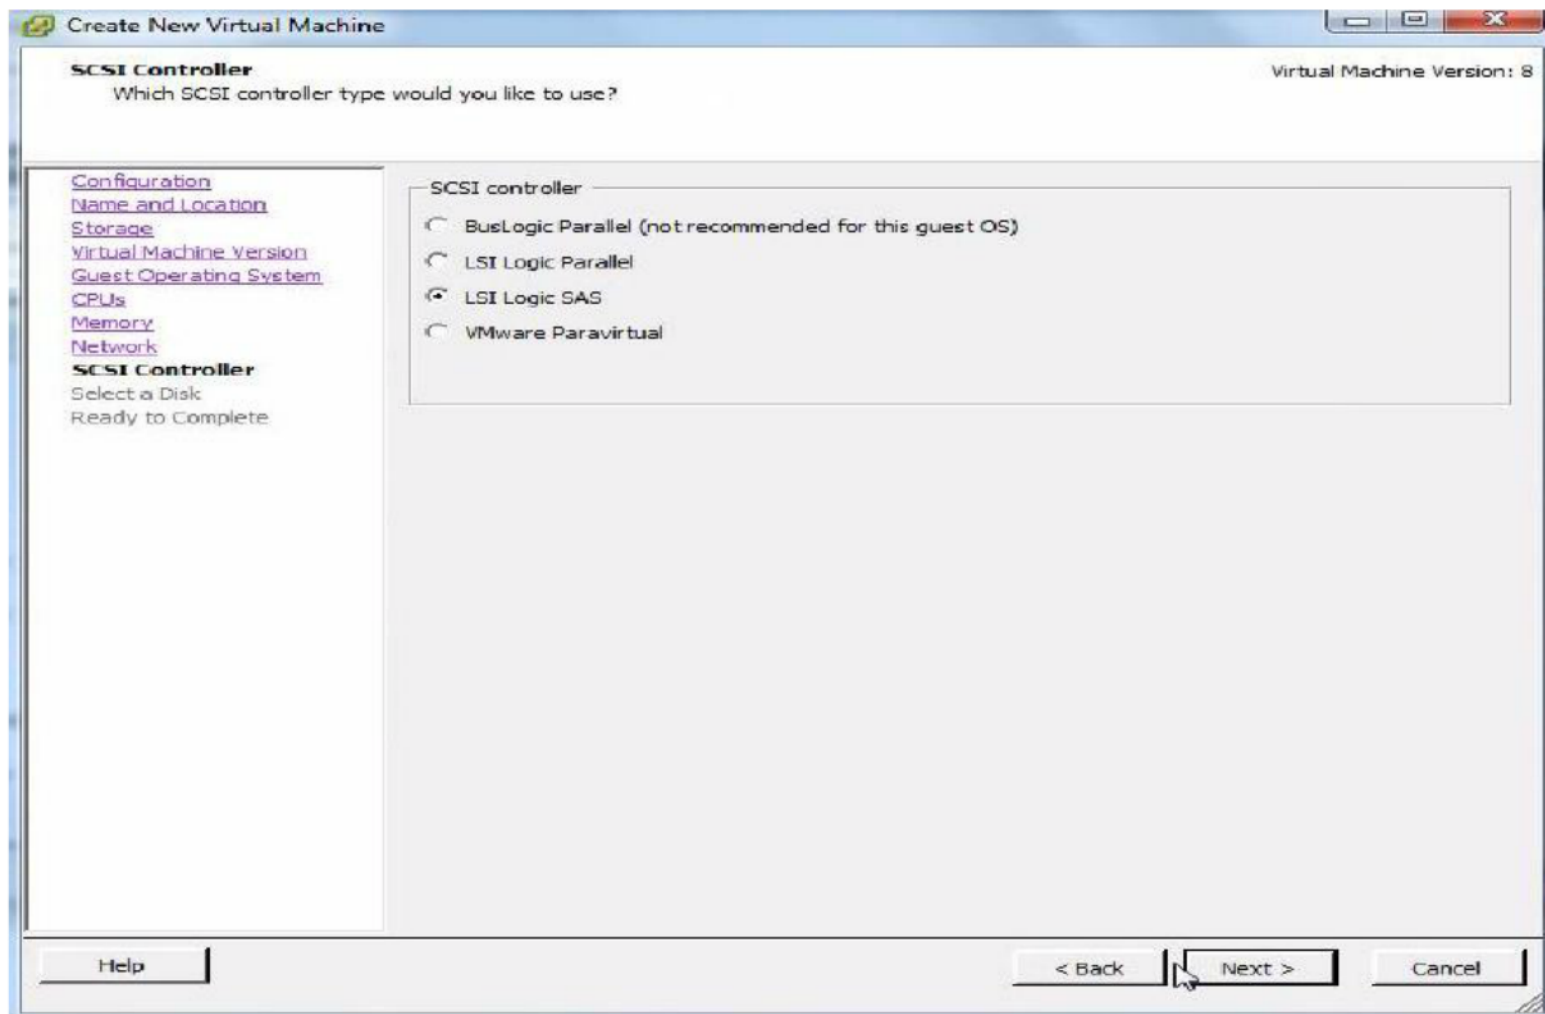 Create New Virtual Machine
SCSI Controller
Virtual Machine Version: 8
Which SCSI controller type would you like to use?
Configuration
Name and Location
Storage
Virtual Machine Version
Guest Operating System
CPUs
Memory
Network
SCSI Controller
Select a Disk
Ready to Complete
SCSI controller
BusLogic Parallel (not recommended for this guest OS)
LSI Logic Parallel
LSI Logic SAS
VMware Paravirtual
Help
< Back
Next >
Cancel